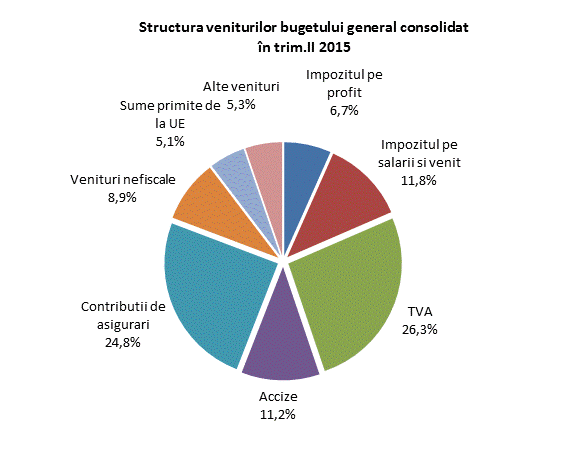 Structura veniturilor bugetului general consolidat
în trim.II 2015
Impozitul pe
profit
6,7%
Impozitul pe
salarii si venit
11,8%
TVA
26,3%
Accize
11,2%
Contributii de
asigurari
24,8%
Venituri nefiscale
8,9%
Sume primite de
la UE
5,1%
Alte venituri
5,3%